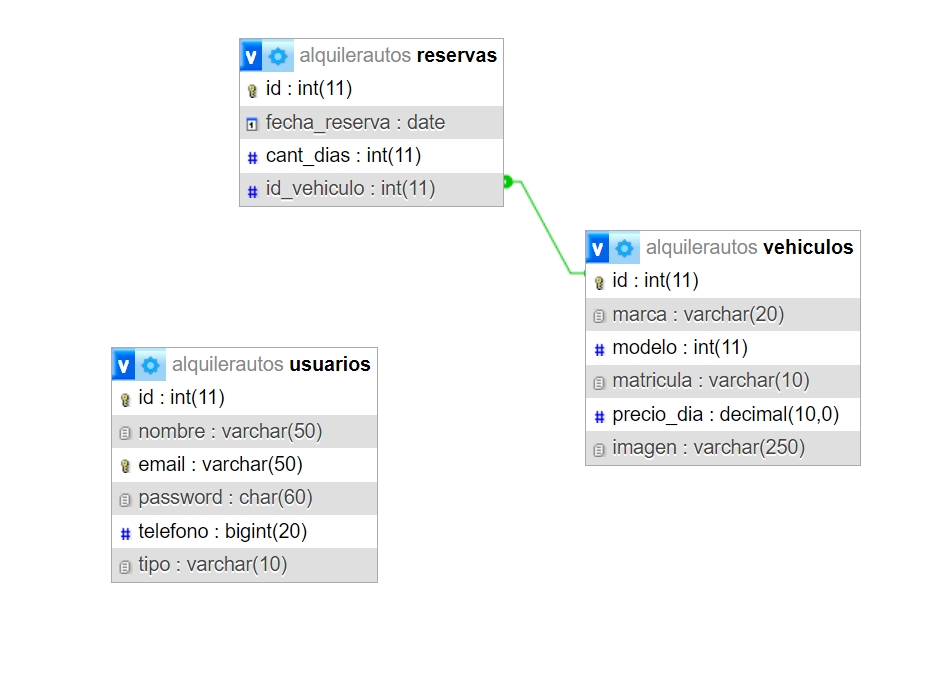 alquilerautos reservas
id : int(11)
fecha_reserva : date
cant_dias : int(11)
id_vehiculo : int(11)
alquilerautos vehiculos
id : int(11)
marca : varchar(20)
modelo : int(11)
matricula : varchar(10)
precio_dia : decimal(10,0)
imagen : varchar(250)
alquilerautos usuarios
id : int(11)
nombre : varchar(50)
email : varchar(50)
password : char(60)
telefono : bigint(20)
tipo : varchar(10)